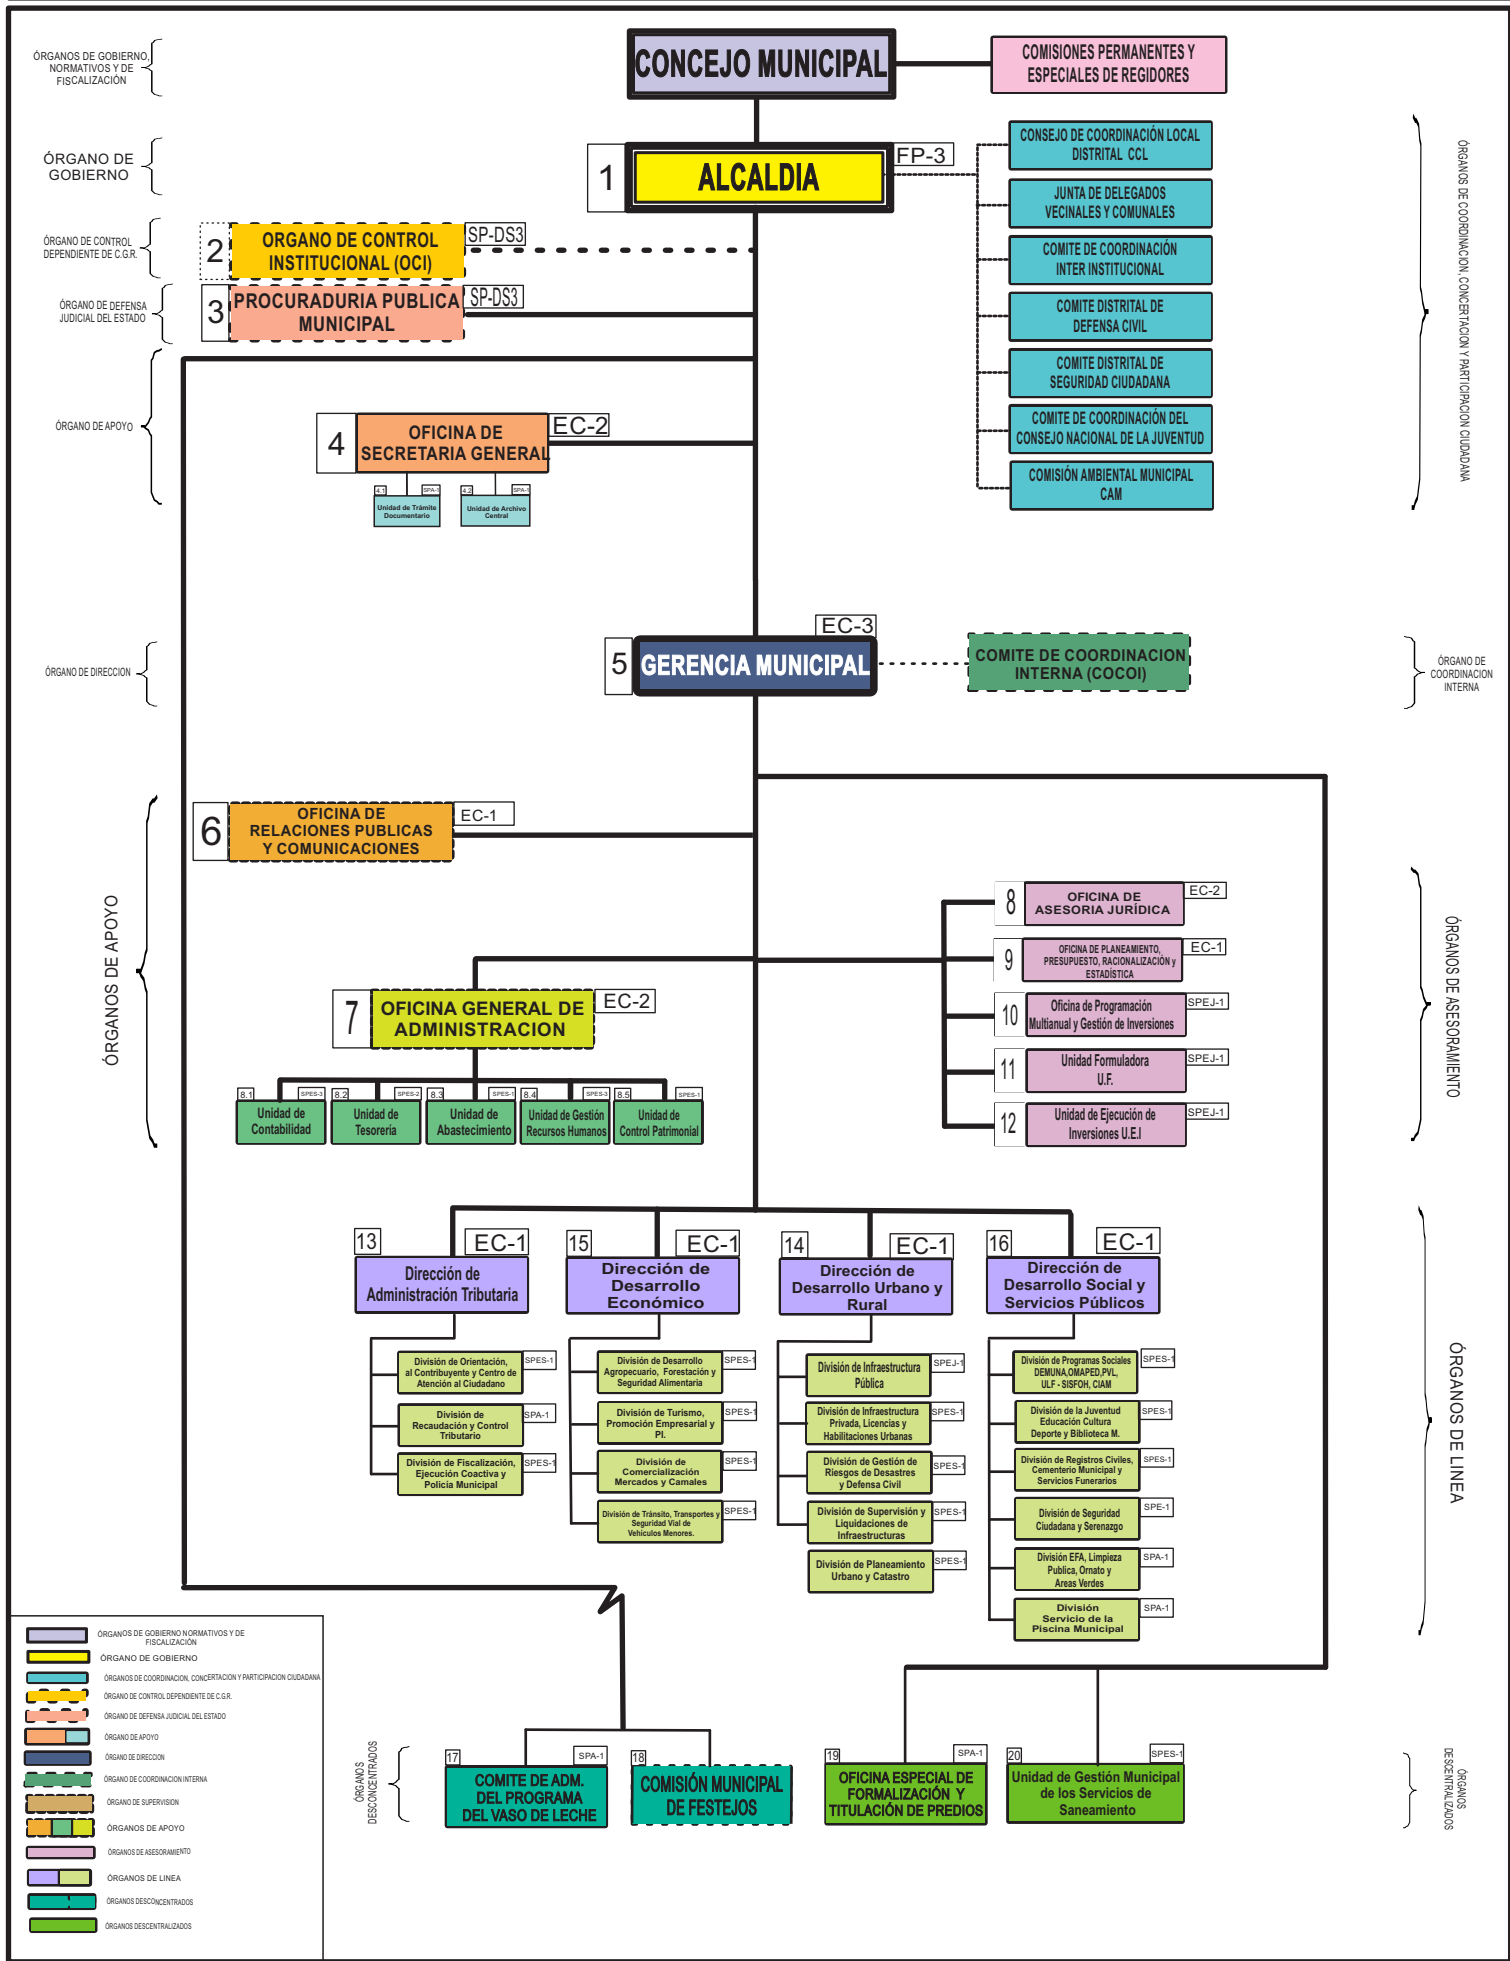 ÓRGANOS DE GOBIERNO,
NORMATIVOS Y DE
FISCALIZACIÓN
CONCEJO MUNICIPAL
COMISIONES PERMANENTES Y
ESPECIALES DE REGIDORES
ÓRGANO DE
GOBIERNO
1
ALCALDIA
FP-3
CONSEJO DE COORDINACIÓN LOCAL
DISTRITAL CCL
JUNTA DE DELEGADOS
VECINALES Y COMUNALES
COMITE DE COORDINACIÓN
INTER INSTITUCIONAL
COMITE DISTRITAL DE
DEFENSA CIVIL
COMITE DISTRITAL DE
SEGURIDAD CIUDADANA
COMITE DE COORDINACIÓN DEL
CONSEJO NACIONAL DE LA JUVENTUD
COMISIÓN AMBIENTAL MUNICIPAL
CAM
ÓRGANOS DE COORDINACION, CONCERTACION Y PARTICIPACION CIUDADANA
ÓRGANO DE CONTROL
DEPENDIENTE DE C.G.R.
2
ORGANO DE CONTROL
INSTITUCIONAL (OCI)
SP-DS3
ÓRGANO DE DEFENSA
JUDICIAL DEL ESTADO
3
PROCURADURIA PUBLICA
MUNICIPAL
SP-DS3
ÓRGANO DE APOYO
4
OFICINA DE
SECRETARIA GENERAL
EC-2
4.1
SPA-1
Unidad de Trámite
Documentario
4.2
SPA-1
Unidad de Archivo
Central
ÓRGANO DE DIRECCION
5
GERENCIA MUNICIPAL
EC-3
COMITE DE COORDINACION
INTERNA (COCOI)
ÓRGANO DE
COORDINACION
INTERNA
ÓRGANOS DE APOYO
6
OFICINA DE
RELACIONES PUBLICAS
Y COMUNICACIONES
EC-1
7
OFICINA GENERAL DE
ADMINISTRACION
EC-2
8.1
SPES-3
Unidad de
Contabilidad
8.2
SPES-2
Unidad de
Tesorería
8.3
SPES-1
Unidad de
Abastecimiento
8.4
SPES-3
Unidad de Gestión
Recursos Humanos
8.5
SPES-1
Unidad de
Control Patrimonial
8
OFICINA DE
ASESORIA JURÍDICA
EC-2
9
OFICINA DE PLANEAMIENTO,
PRESUPUESTO, RACIONALIZACIÓN y
ESTADÍSTICA
EC-1
10
Oficina de Programación
Multianual y Gestión de Inversiones
SPEJ-1
11
Unidad Formuladora
U.F.
SPEJ-1
12
Unidad de Ejecución de
Inversiones U.E.I
SPEJ-1
ÓRGANOS DE ASESORAMIENTO
13
EC-1
Dirección de
Administración Tributaria
División de Orientación,
al Contribuyente y Centro de
Atención al Ciudadano
SPES-1
División de
Recaudación y Control
Tributario
SPA-1
División de Fiscalización,
Ejecución Coactiva y
Policia Municipal
SPES-1
15
EC-1
Dirección de
Desarrollo
Económico
División de Desarrollo
Agropecuario, Forestación y
Seguridad Alimentaria
SPES-1
División de Turismo,
Promoción Empresarial y
PI.
SPES-1
División de
Comercialización
Mercados y Camales
SPES-1
División de Tránsito, Transportes y
Seguridad Vial de
Vehículos Menores.
SPES-1
14
EC-1
Dirección de
Desarrollo Urbano y
Rural
División de Infraestructura
Pública
SPEJ-1
División de Infraestructura
Privada, Licencias y
Habilitaciones Urbanas
SPES-1
División de Gestión de
Riesgos de Desastres
y Defensa Civil
SPES-1
División de Supervisión y
Liquidaciones de
Infraestructuras
SPES-1
División de Planeamiento
Urbano y Catastro
SPES-1
16
EC-1
Dirección de
Desarrollo Social y
Servicios Públicos
División de Programas Sociales
DEMUNA,OMAPED,PVL,
ULF - SISFOH, CIAM
SPES-1
División de la Juventud
Educación Cultura
Deporte y Biblioteca M.
SPES-1
División de Registros Civiles,
Cementerio Municipal y
Servicios Funerarios
SPES-1
División de Seguridad
Ciudadana y Serenazgo
SPE-1
División EFA, Limpieza
Publica, Ornato y
Areas Verdes
SPA-1
División
Servicio de la
Piscina Municipal
SPA-1
ÓRGANOS DE LINEA
ÓRGANOS DE GOBIERNO NORMATIVOS Y DE
FISCALIZACIÓN
ÓRGANO DE GOBIERNO
ÓRGANOS DE COORDINACION, CONCERTACION Y PARTICIPACION CIUDADANA
ÓRGANO DE CONTROL DEPENDIENTE DE C.G.R.
ÓRGANO DE DEFENSA JUDICIAL DEL ESTADO
ÓRGANO DE APOYO
ÓRGANO DE DIRECCION
ÓRGANO DE COORDINACION INTERNA
ÓRGANO DE SUPERVISION
ÓRGANOS DE APOYO
ÓRGANOS DE ASESORAMIENTO
ÓRGANOS DE LINEA
ÓRGANOS DESCONCENTRADOS
ÓRGANOS DESCENTRALIZADOS
ÓRGANOS
DESCONCENTRADOS
17
SPA-1
COMITE DE ADM.
DEL PROGRAMA
DEL VASO DE LECHE
18
COMISIÓN MUNICIPAL
DE FESTEJOS
19
SPA-1
OFICINA ESPECIAL DE
FORMALIZACIÓN Y
TITULACIÓN DE PREDIOS
20
SPES-1
Unidad de Gestión Municipal
de los Servicios de
Saneamiento
ÓRGANOS
DESCENTRALIZADOS